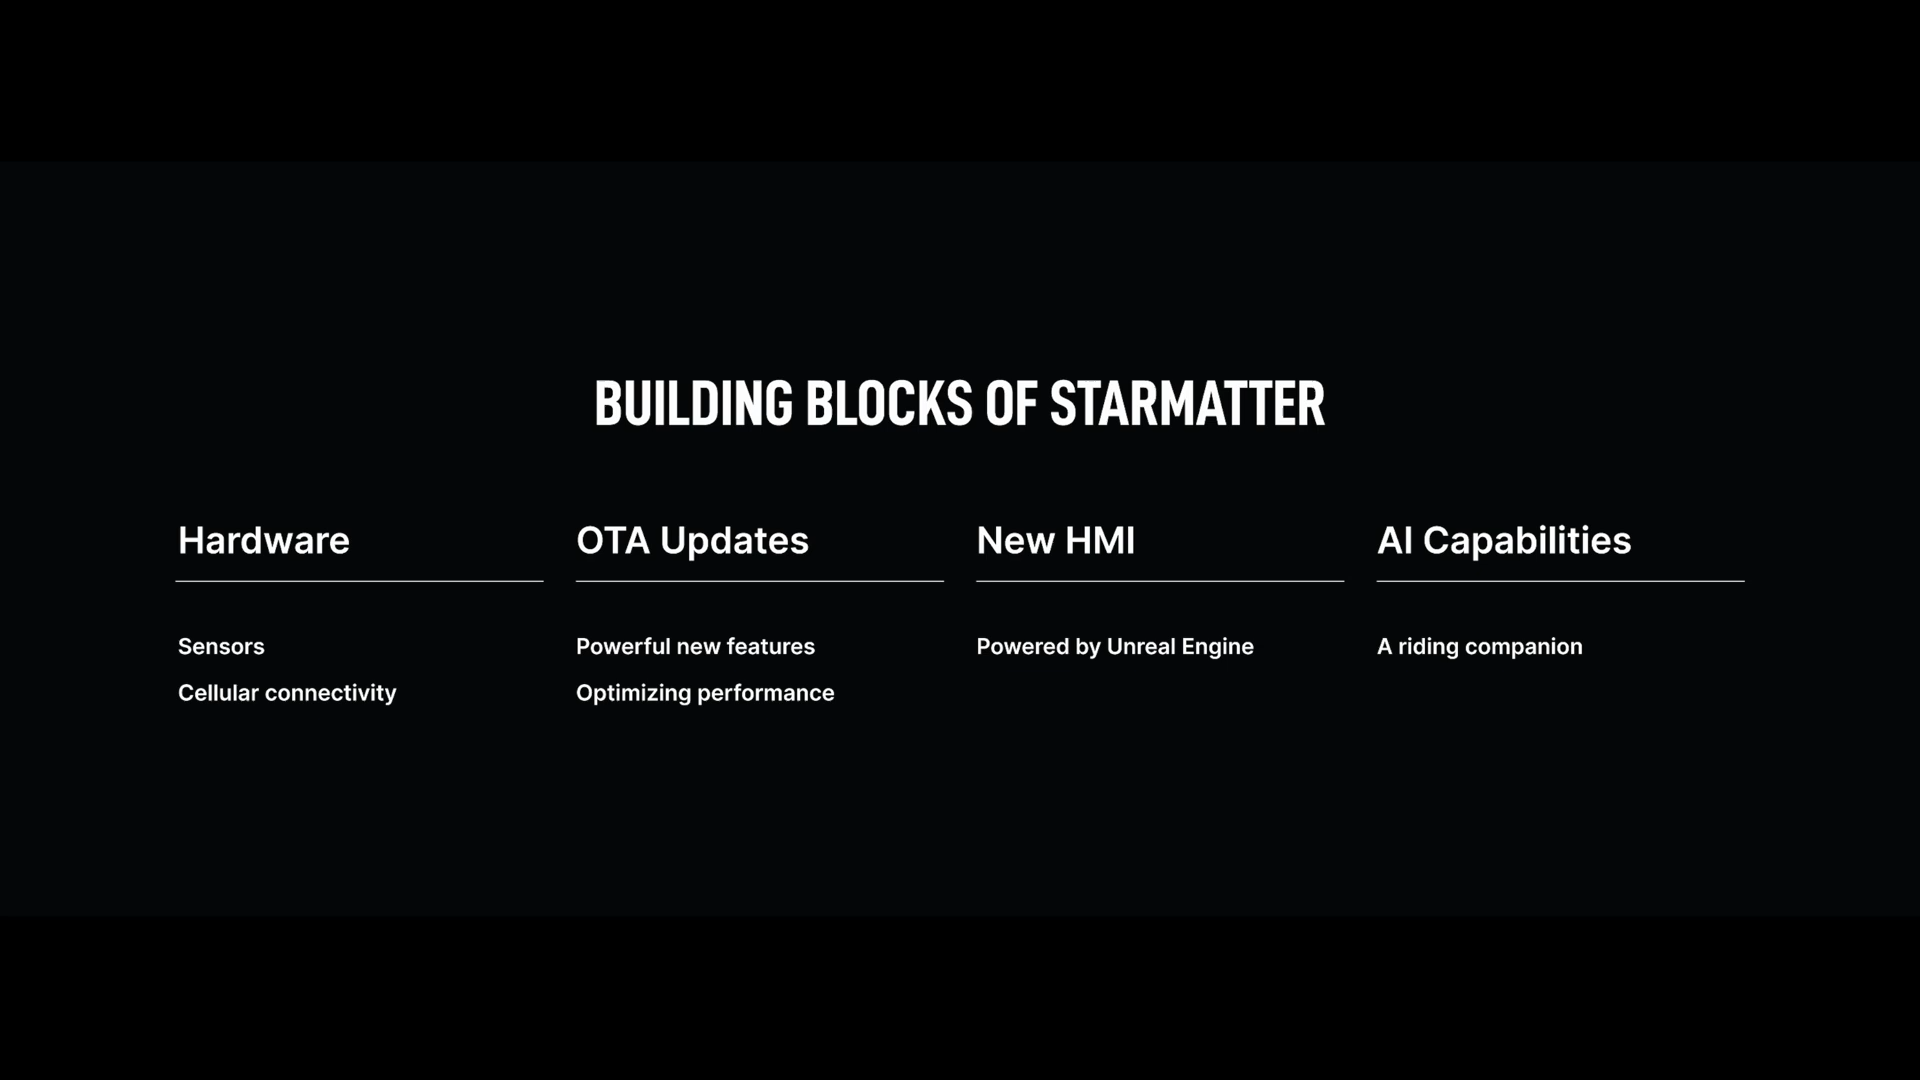 BUILDING BLOCKS OF STARMATTER
Hardware
Sensors
Cellular connectivity
OTA Updates
Powerful new features
Optimizing performance
New HMI
Powered by Unreal Engine
AI Capabilities
A riding companion